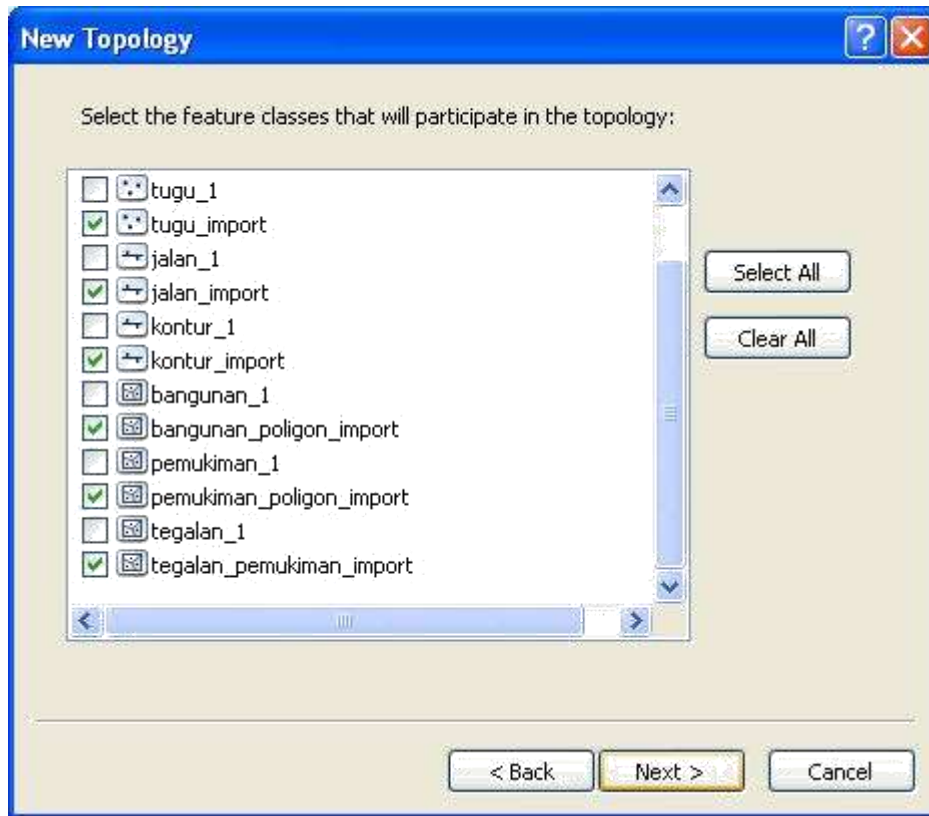 New Topology
Select the feature classes that will participate in the topology:
tugu_1
tugu_import
jalan_1
jalan_import
kontur_1
kontur_import
bangunan_1
bangunan_poligon_import
pemukiman_1
pemukiman_poligon_import
tegalan_1
tegalan_pemukiman_import
Select All
Clear All
< Back
Next >
Cancel